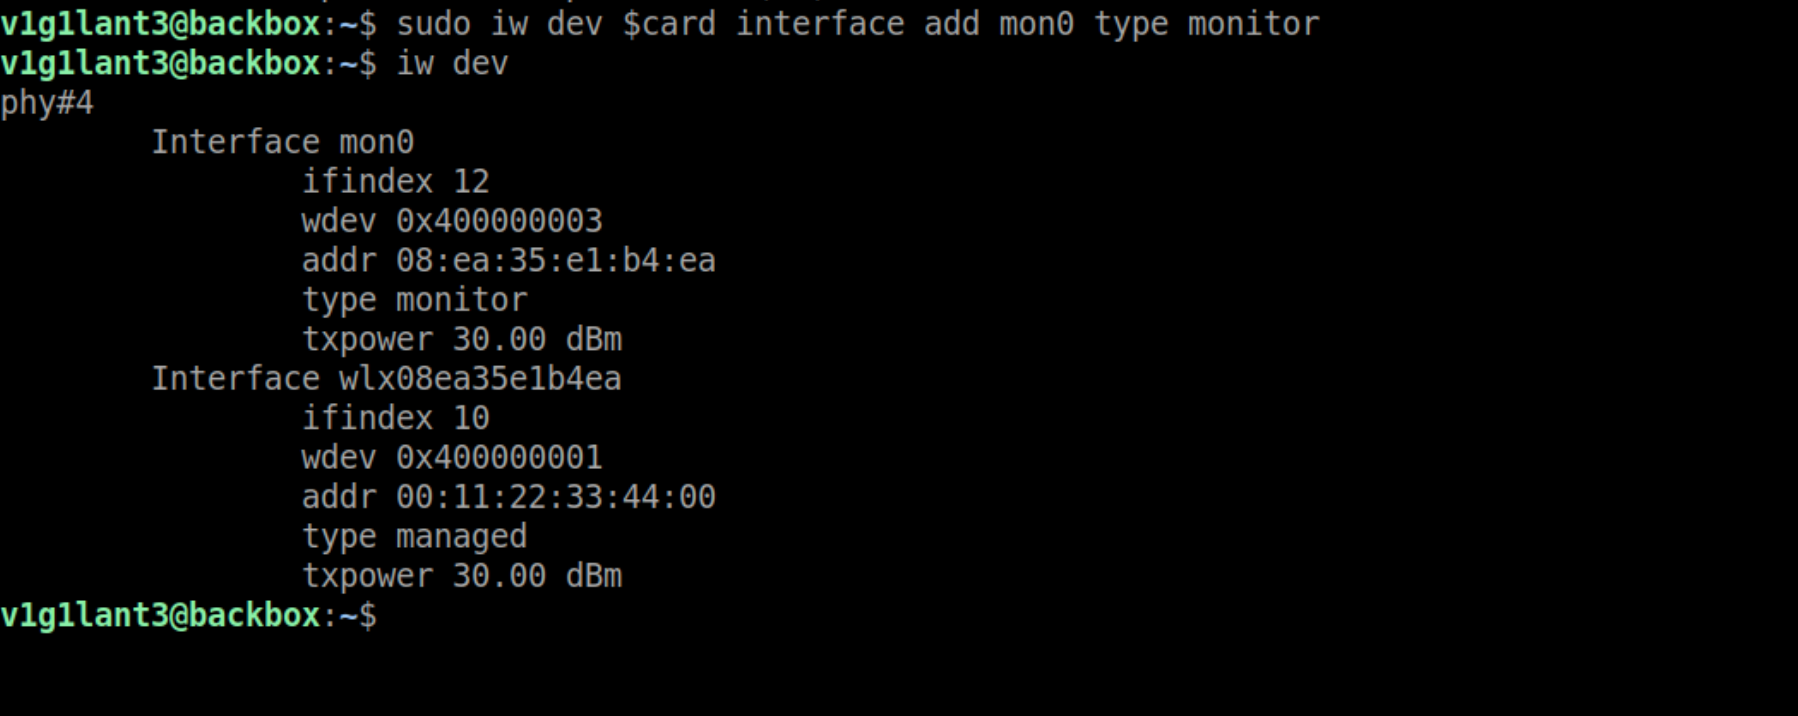 v1g1lant3@backbox:~$ sudo iw dev $card interface add mon0 type monitor
v1g1lant3@backbox:~$ iw dev
phy#4
Interface mon0
ifindex 12
wdev 0x400000003
addr 08:ea:35:e1:b4:ea
type monitor
txpower 30.00 dBm
Interface wlx08ea35e1b4ea
ifindex 10
wdev 0x400000001
addr 00:11:22:33:44:00
type managed
txpower 30.00 dBm
v1g1lant3@backbox:~$